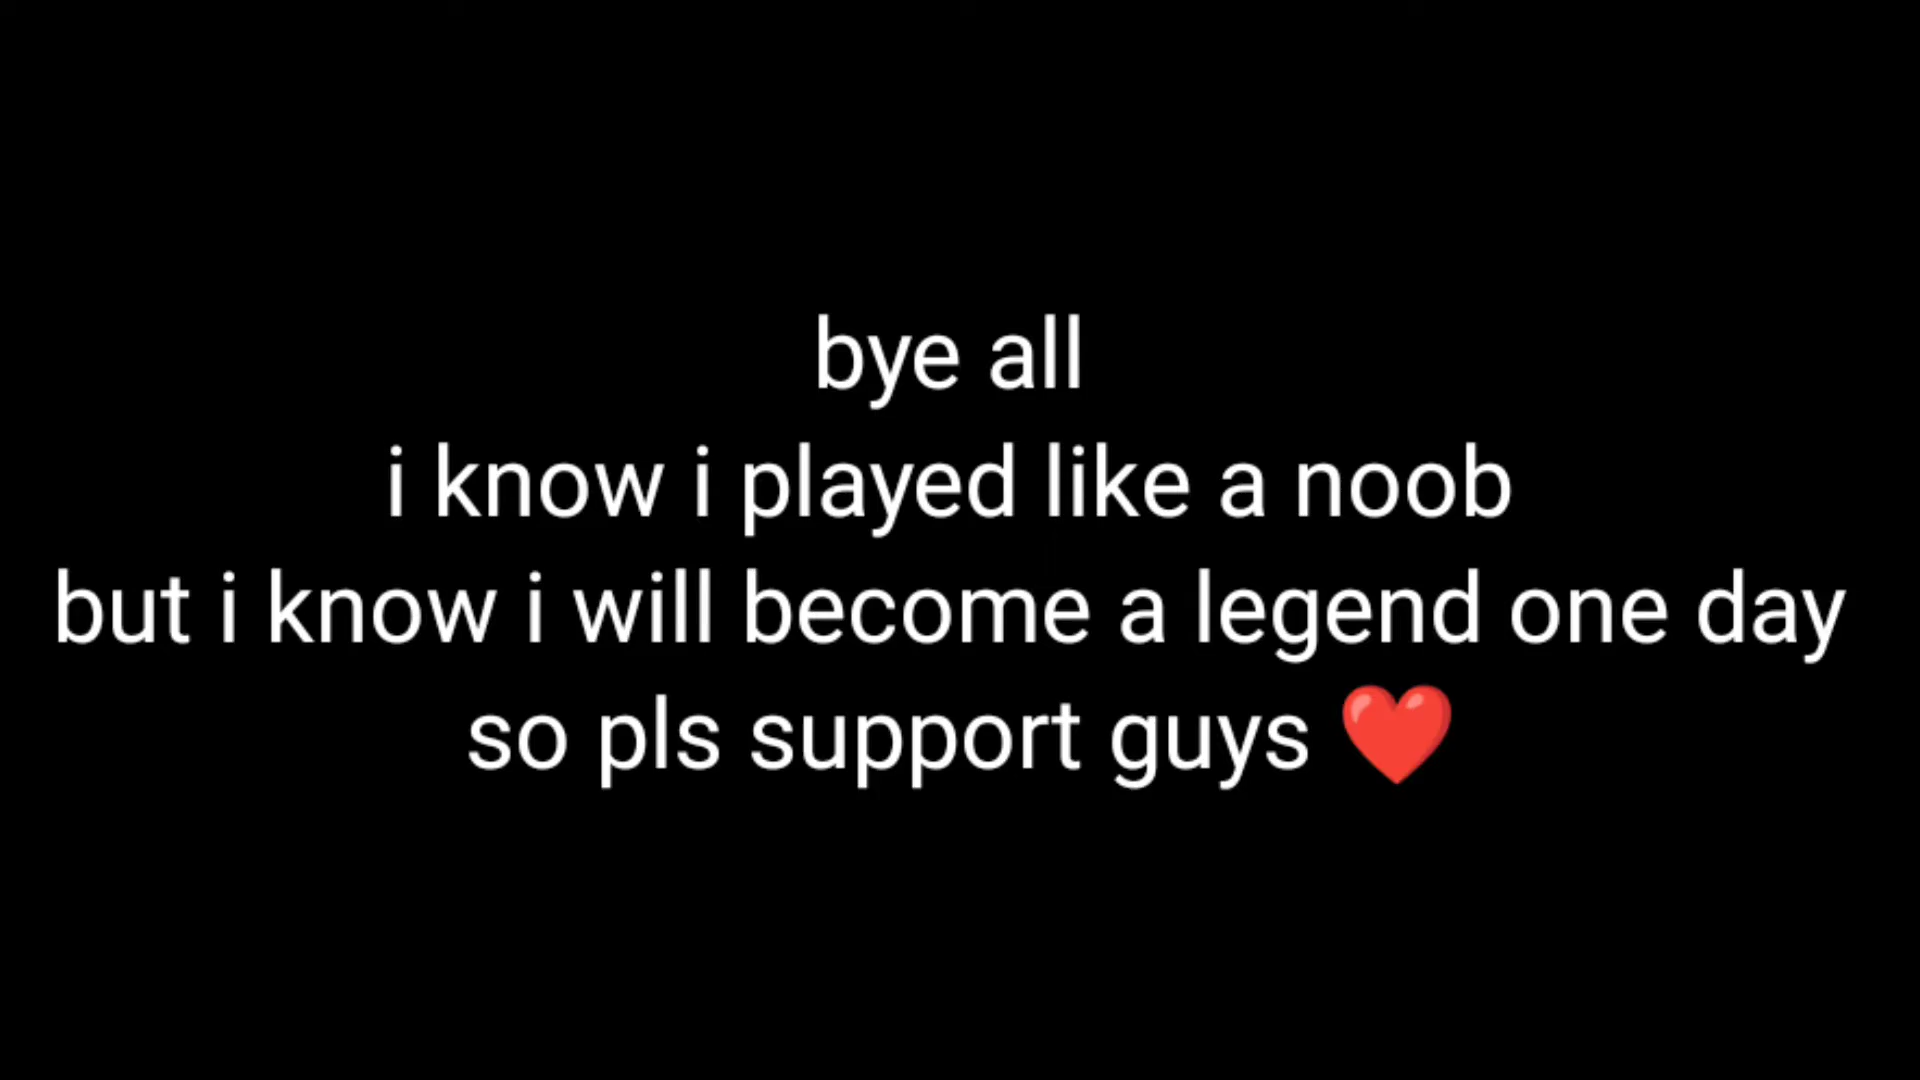 bye all
i know i played like a noob
but i know i will become a legend one day
so pls support guys ❤️